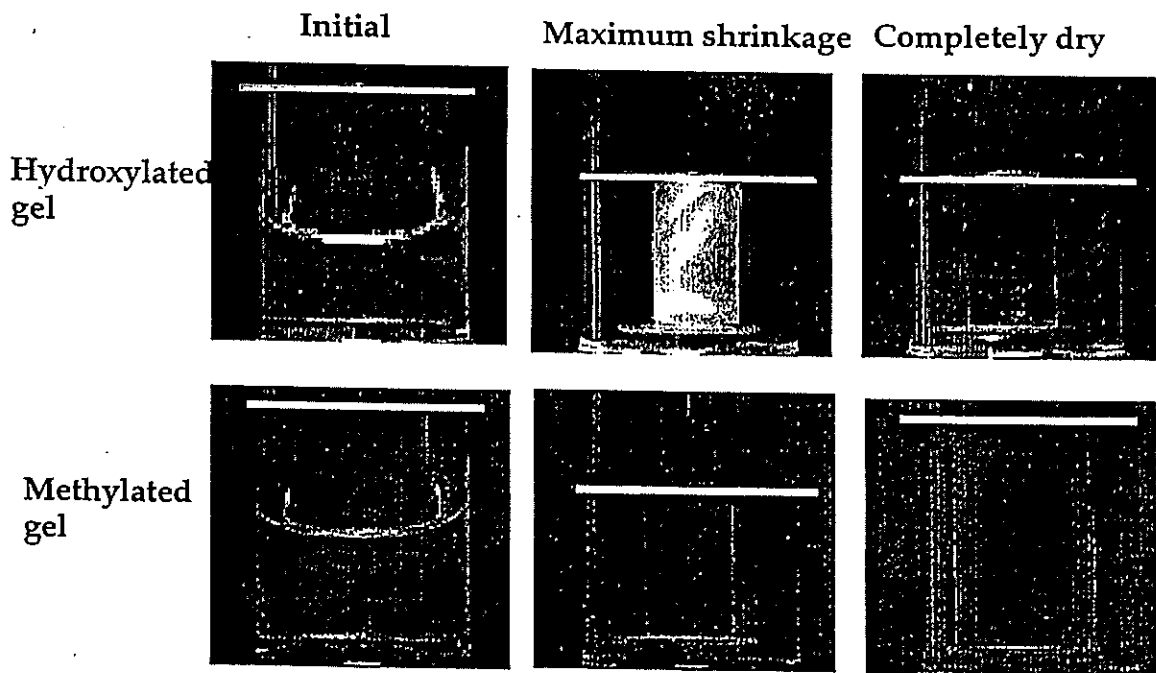 Initial
Maximum shrinkage
Completely dry
Hydroxylated
gel
Methylated
gel